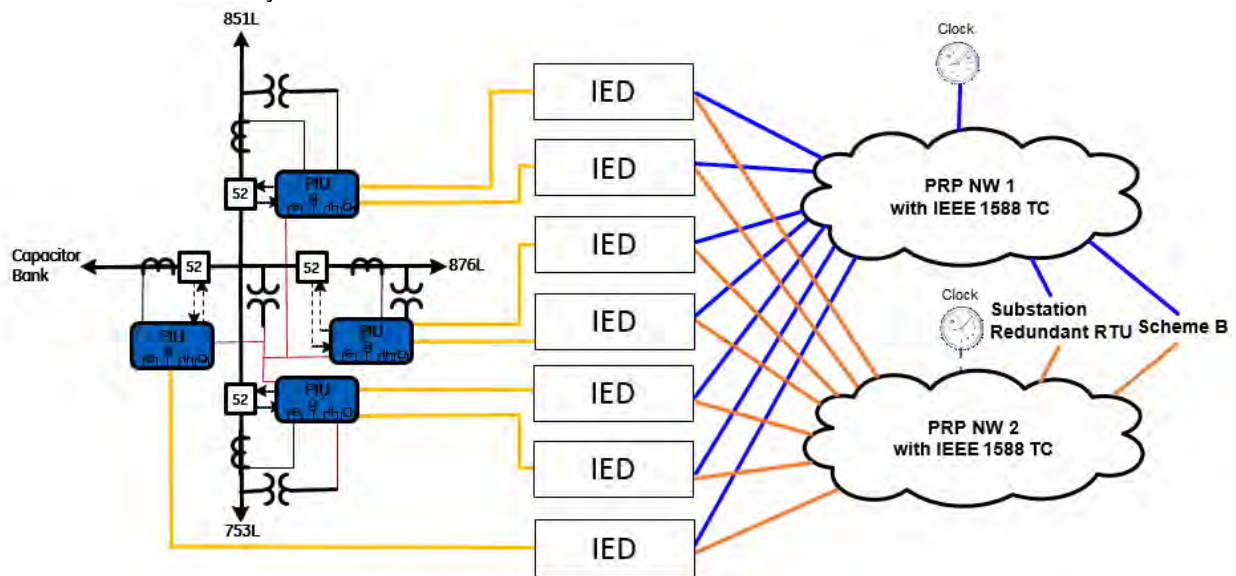 851L
Clock
IED
PIU
52
IED
PRP NW 1
with IEEE 1588 TC
IED
Capacitor
Bank
52
52
876L
Clock
Substation
Redundant RTU
Scheme B
PIU
PIU
IED
PIU
52
IED
PRP NW 2
with IEEE 1588 TC
IED
753L
IED